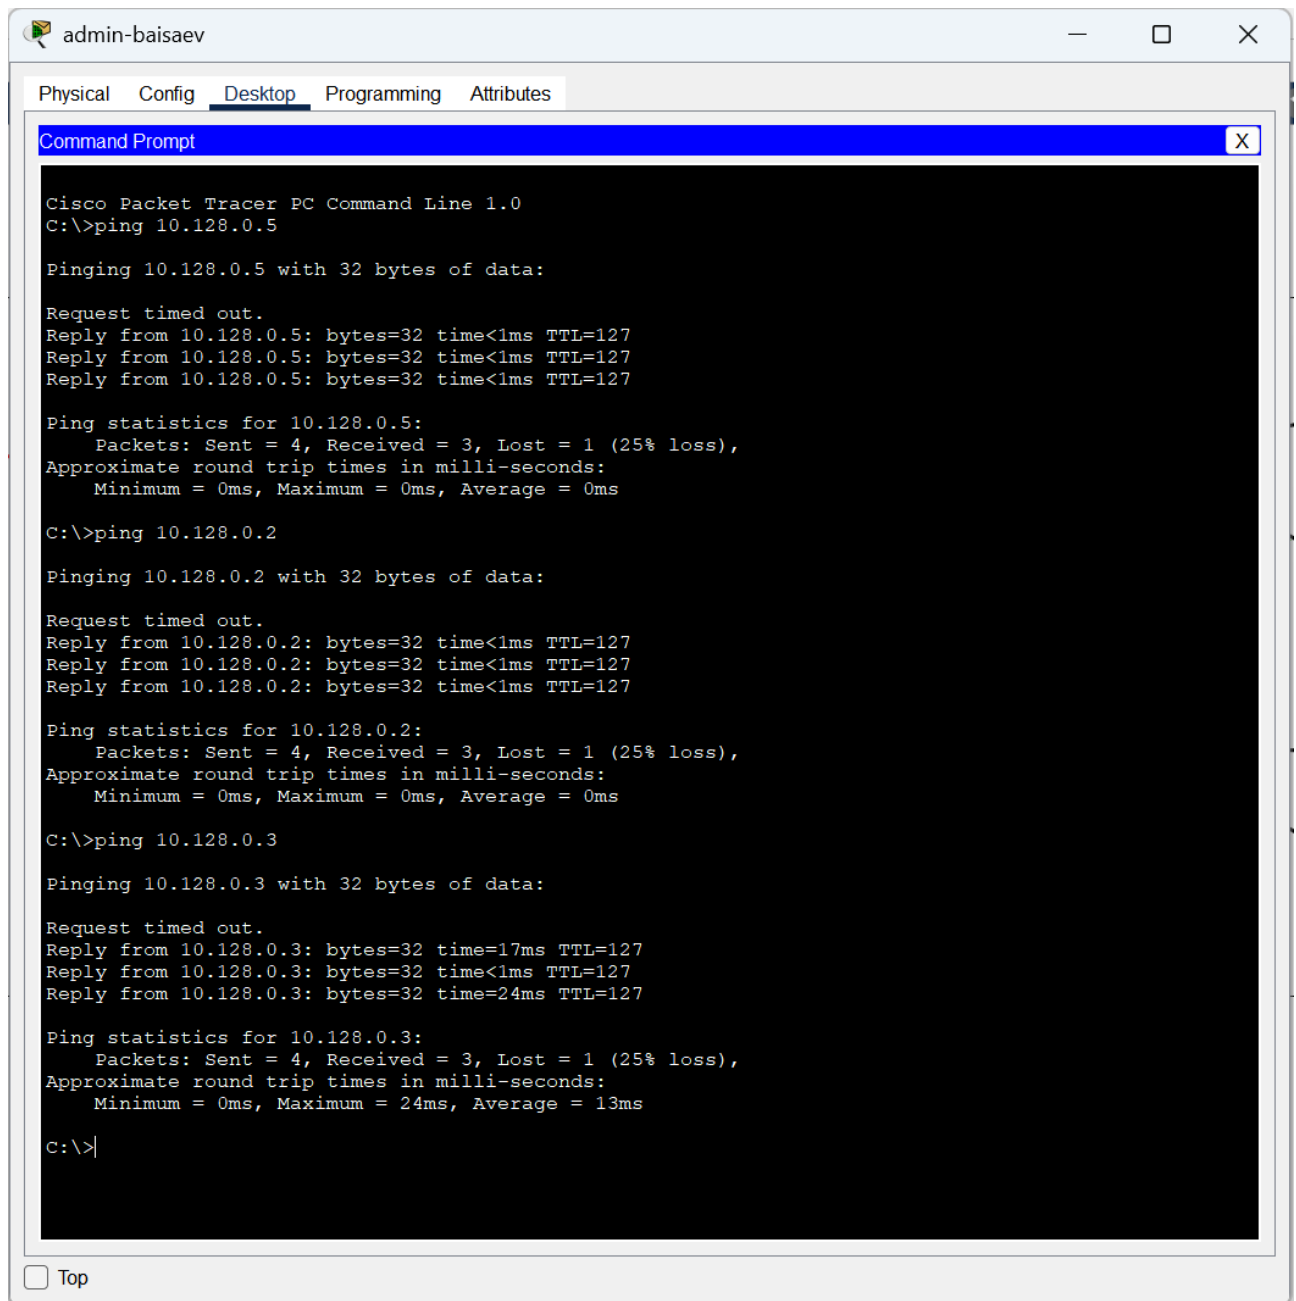 admin-baisaev
Physical Config Desktop Programming Attributes
Command Prompt X
Cisco Packet Tracer PC Command Line 1.0
C:\>ping 10.128.0.5
Pinging 10.128.0.5 with 32 bytes of data:
Request timed out.
Reply from 10.128.0.5: bytes=32 time<1ms TTL=127
Reply from 10.128.0.5: bytes=32 time<1ms TTL=127
Reply from 10.128.0.5: bytes=32 time<1ms TTL=127
Ping statistics for 10.128.0.5:
    Packets: Sent = 4, Received = 3, Lost = 1 (25% loss),
Approximate round trip times in milli-seconds:
    Minimum = 0ms, Maximum = 0ms, Average = 0ms
C:\>ping 10.128.0.2
Pinging 10.128.0.2 with 32 bytes of data:
Request timed out.
Reply from 10.128.0.2: bytes=32 time<1ms TTL=127
Reply from 10.128.0.2: bytes=32 time<1ms TTL=127
Reply from 10.128.0.2: bytes=32 time<1ms TTL=127
Ping statistics for 10.128.0.2:
    Packets: Sent = 4, Received = 3, Lost = 1 (25% loss),
Approximate round trip times in milli-seconds:
    Minimum = 0ms, Maximum = 0ms, Average = 0ms
C:\>ping 10.128.0.3
Pinging 10.128.0.3 with 32 bytes of data:
Request timed out.
Reply from 10.128.0.3: bytes=32 time=17ms TTL=127
Reply from 10.128.0.3: bytes=32 time<1ms TTL=127
Reply from 10.128.0.3: bytes=32 time=24ms TTL=127
Ping statistics for 10.128.0.3:
    Packets: Sent = 4, Received = 3, Lost = 1 (25% loss),
Approximate round trip times in milli-seconds:
    Minimum = 0ms, Maximum = 24ms, Average = 13ms
C:\>
Top